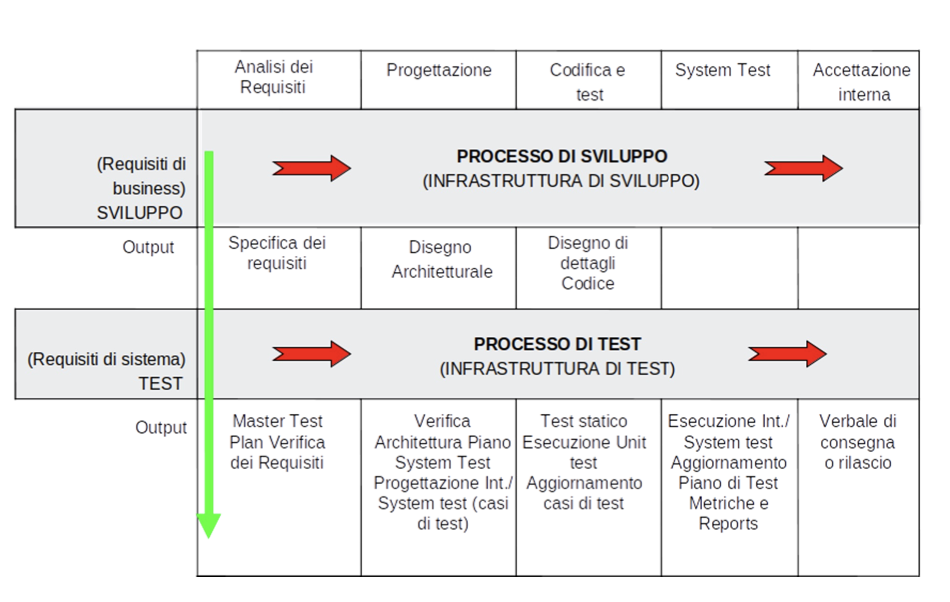 Analisi dei
Requisiti
Progettazione
Codifica e
test
System Test
Accettazione
interna
(Requisiti di
business)
SVILUPPO
PROCESSO DI SVILUPPO
(INFRASTRUTTURA DI SVILUPPO)
Output
Specifica dei
requisiti
Disegno
Architetturale
Disegno di
dettagli
Codice
(Requisiti di sistema)
TEST
PROCESSO DI TEST
(INFRASTRUTTURA DI TEST)
Output
Master Test
Plan Verifica
dei Requisiti
Verifica
Architettura Piano
System Test
Progettazione Int./
System test (casi
di test)
Test statico
Esecuzione Unit
test
Aggiornamento
casi di test
Esecuzione Int./
System test
Aggiornamento
Piano di Test
Metriche e
Reports
Verbale di
consegna
o rilascio